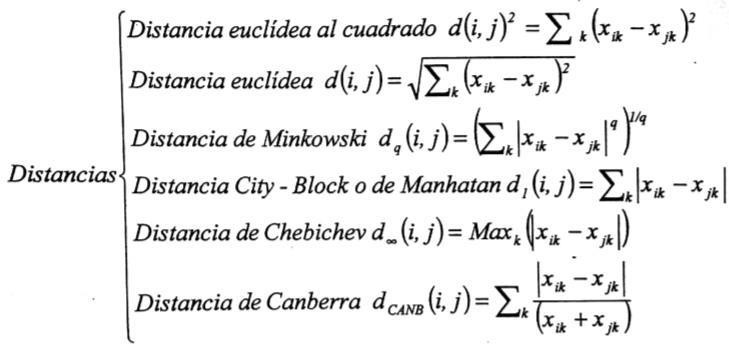 Distancia euclídea al cuadrado d(i, j)² = ∑ₖ(xᵢₖ − xⱼₖ)²
Distancia euclídea d(i, j) = √∑ₖ(xᵢₖ − xⱼₖ)²
Distancia de Minkowski d_q(i, j) = (∑ₖ|xᵢₖ − xⱼₖ|^q)^1/q
Distancias
Distancia City - Block o de Manhatan d₁(i, j) = ∑ₖ|xᵢₖ − xⱼₖ|
Distancia de Chebichev d_∞(i, j) = Maxₖ(|xᵢₖ − xⱼₖ|)
Distancia de Canberra d_CANB(i, j) = ∑ₖ |xᵢₖ − xⱼₖ| / (xᵢₖ + xⱼₖ)